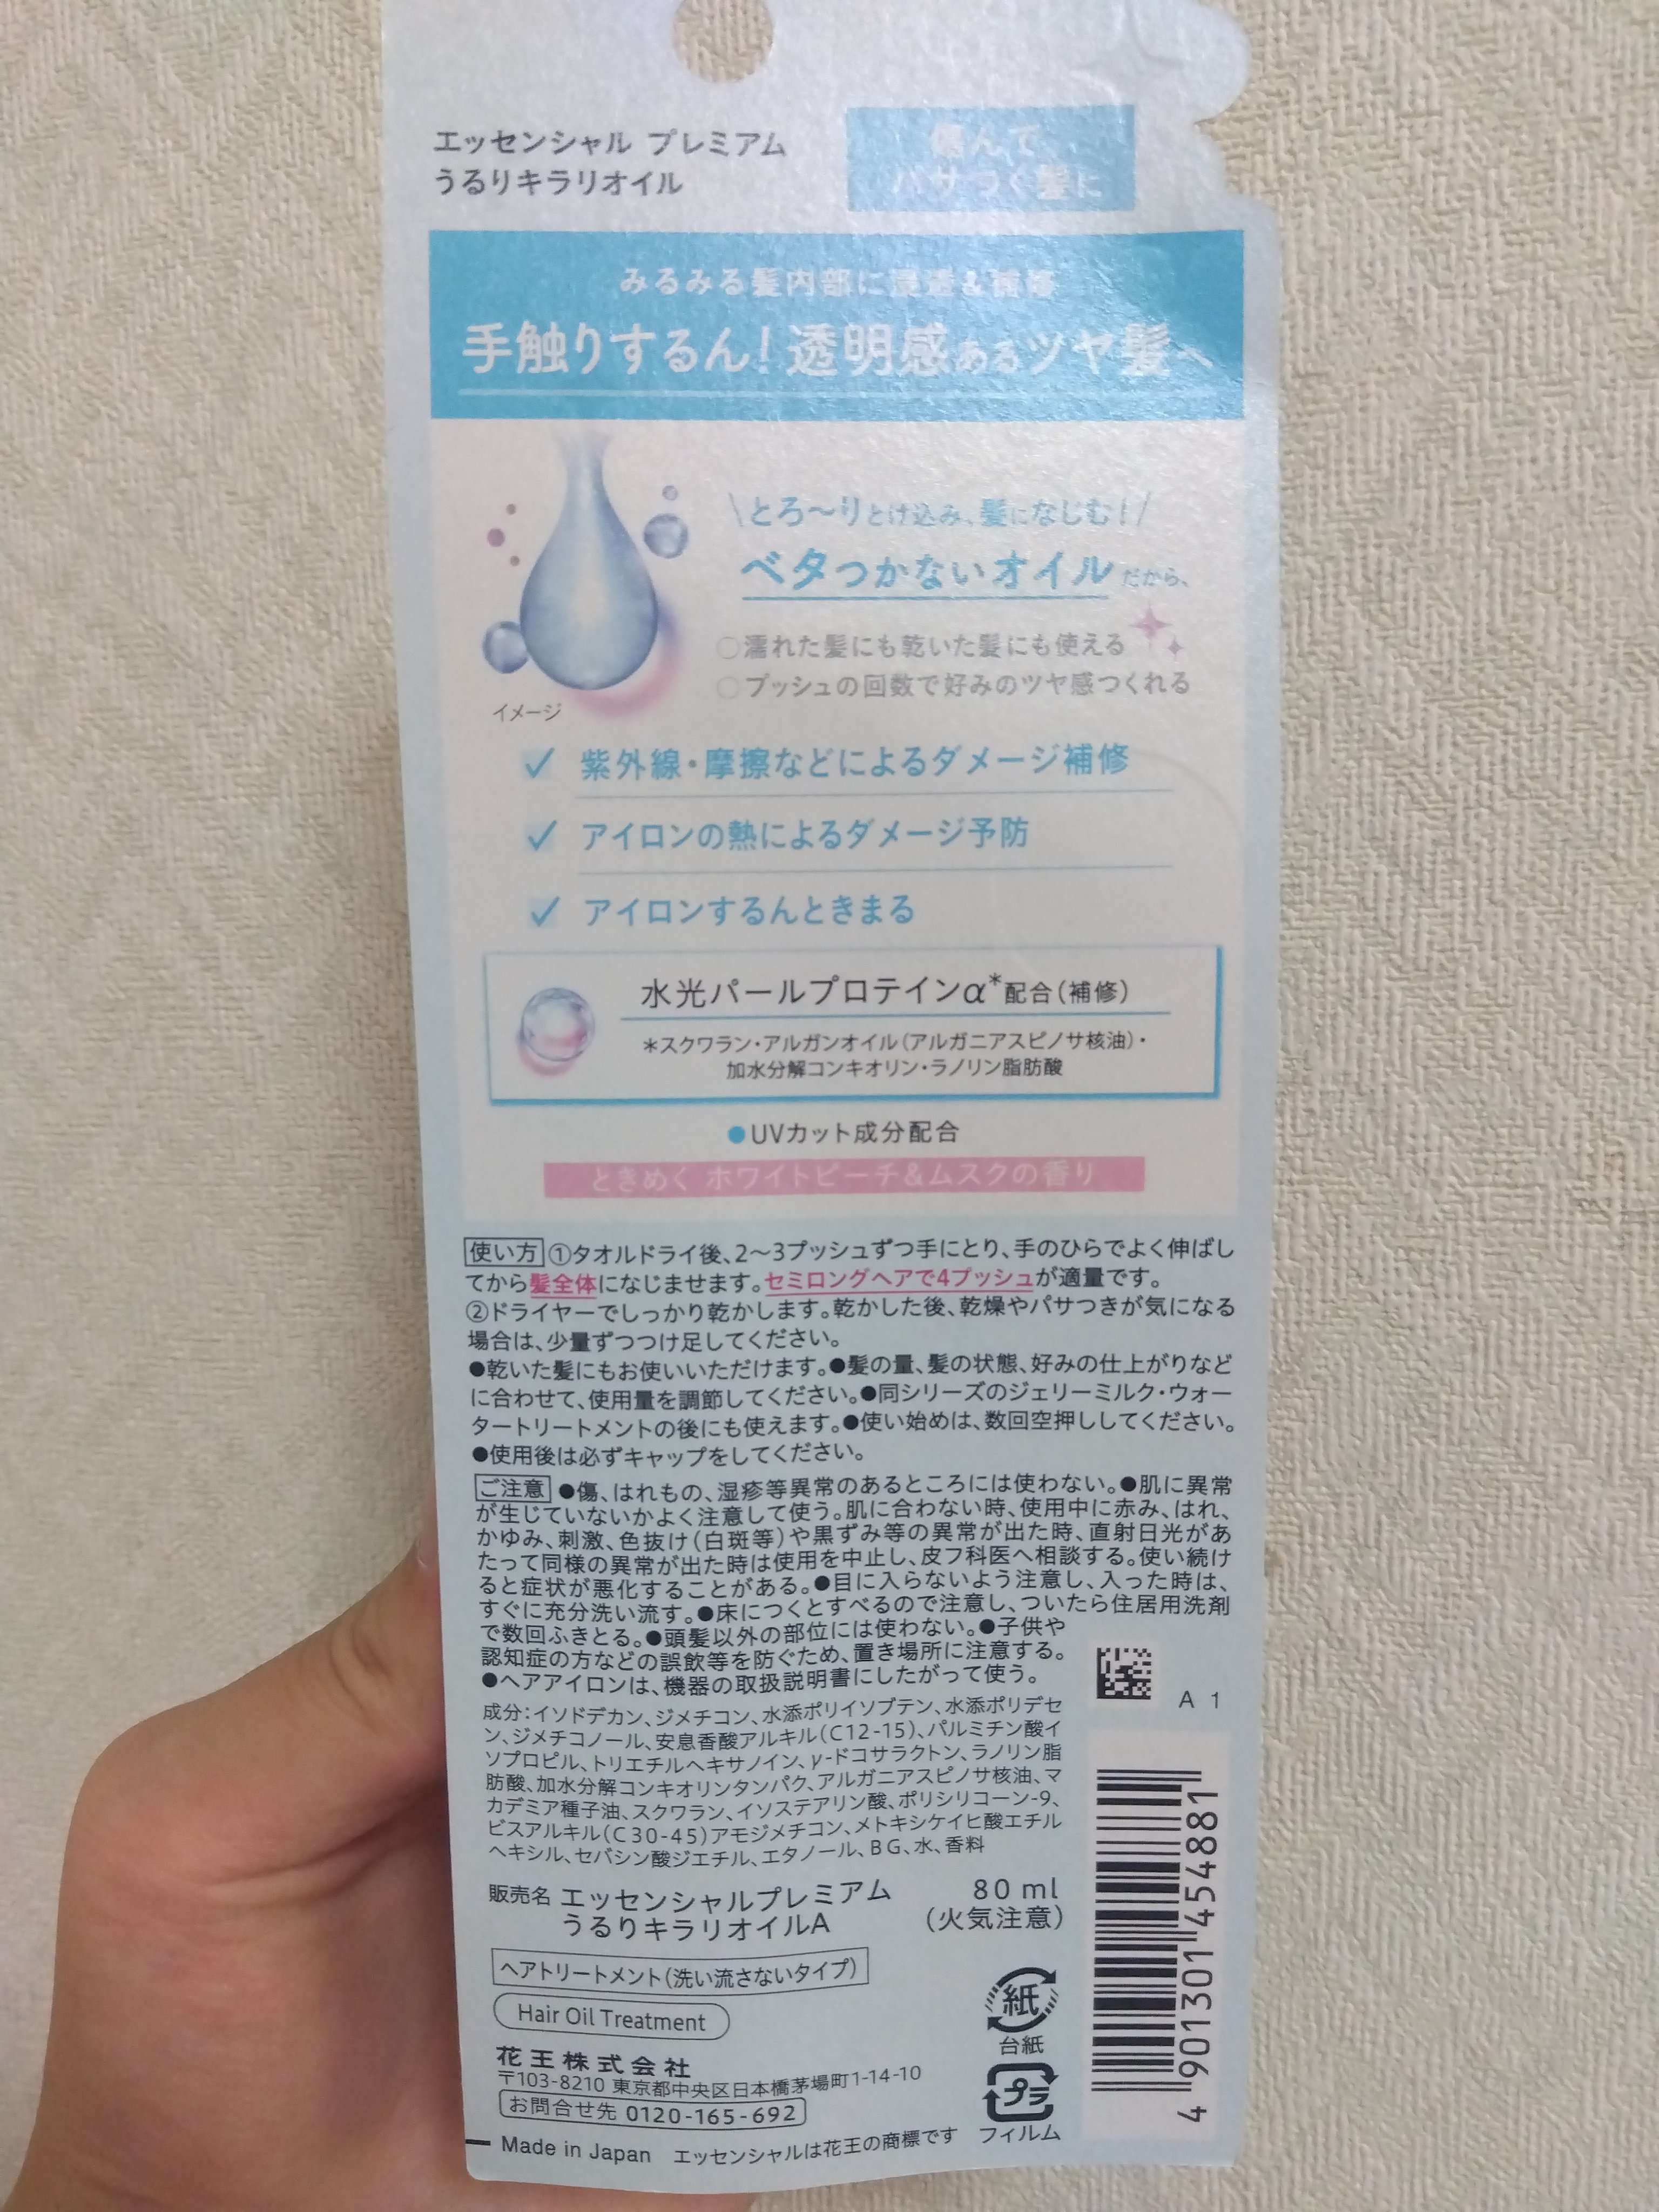 エッセンシャル プレミアム
うるりキラリオイル
傷んで、
パサつく髪に
みるみる髪内部に浸透&補修
手触りするん!透明感あるツヤ髪へ
\とろ〜りとけ込み、髪になじむ!/
ベタつかないオイルだから、
○濡れた髪にも乾いた髪にも使える
○プッシュの回数で好みのツヤ感つくれる
イメージ
✓ 紫外線・摩擦などによるダメージ補修
✓ アイロンの熱によるダメージ予防
✓ アイロンするんときまる
水光パールプロテインα*配合(補修)
*スクワラン・アルガンオイル(アルガニアスピノサ核油)・
加水分解コンキオリン・ラノリン脂肪酸
●UVカット成分配合
ときめく ホワイトピーチ&ムスクの香り
使い方 ①タオルドライ後、2〜3プッシュずつ手にとり、手のひらでよく伸ばし
てから髪全体になじませます。セミロングヘアで4プッシュが適量です。
②ドライヤーでしっかり乾かします。乾かした後、乾燥やパサつきが気になる
場合は、少量ずつつけ足してください。
●乾いた髪にもお使いいただけます。●髪の量、髪の状態、好みの仕上がりなど
に合わせて、使用量を調節してください。●同シリーズのジェリーミルク・ウォー
タートリートメントの後にも使えます。●使い始めは、数回空押ししてください。
●使用後は必ずキャップをしてください。
ご注意 ●傷、はれもの、湿疹等異常のあるところには使わない。●肌に異常
が生じていないかよく注意して使う。肌に合わない時、使用中に赤み、はれ、
かゆみ、刺激、色抜け(白斑等)や黒ずみ等の異常が出た時、直射日光があ
たって同様の異常が出た時は使用を中止し、皮フ科医へ相談する。使い続け
ると症状が悪化することがある。●目に入らないよう注意し、入った時は、
すぐに充分洗い流す。●床につくとすべるので注意し、ついたら住居用洗剤
で数回ふきとる。●頭髪以外の部位には使わない。●子供や
認知症の方などの誤飲等を防ぐため、置き場所に注意する。
●ヘアアイロンは、機器の取扱説明書にしたがって使う。
A 1
成分:イソドデカン、ジメチコン、水添ポリイソブテン、水添ポリデセ
ン、ジメチコノール、安息香酸アルキル(C12-15)、パルミチン酸イ
ソプロピル、トリエチルヘキサノイン、γ-ドコサラクトン、ラノリン脂
肪酸、加水分解コンキオリンタンパク、アルガニアスピノサ核油、マ
カデミア種子油、スクワラン、イソステアリン酸、ポリシリコーン-9、
ビスアルキル(C30-45)アモジメチコン、メトキシケイヒ酸エチル
ヘキシル、セバシン酸ジエチル、エタノール、BG、水、香料
販売名 エッセンシャルプレミアム
うるりキラリオイルA
80 ml
(火気注意)
ヘアトリートメント(洗い流さないタイプ)
Hair Oil Treatment
紙
台紙
プラ
フィルム
花王株式会社
〒103-8210 東京都中央区日本橋茅場町1-14-10
お問合せ先 0120-165-692
Made in Japan エッセンシャルは花王の商標です
4 901301 454881